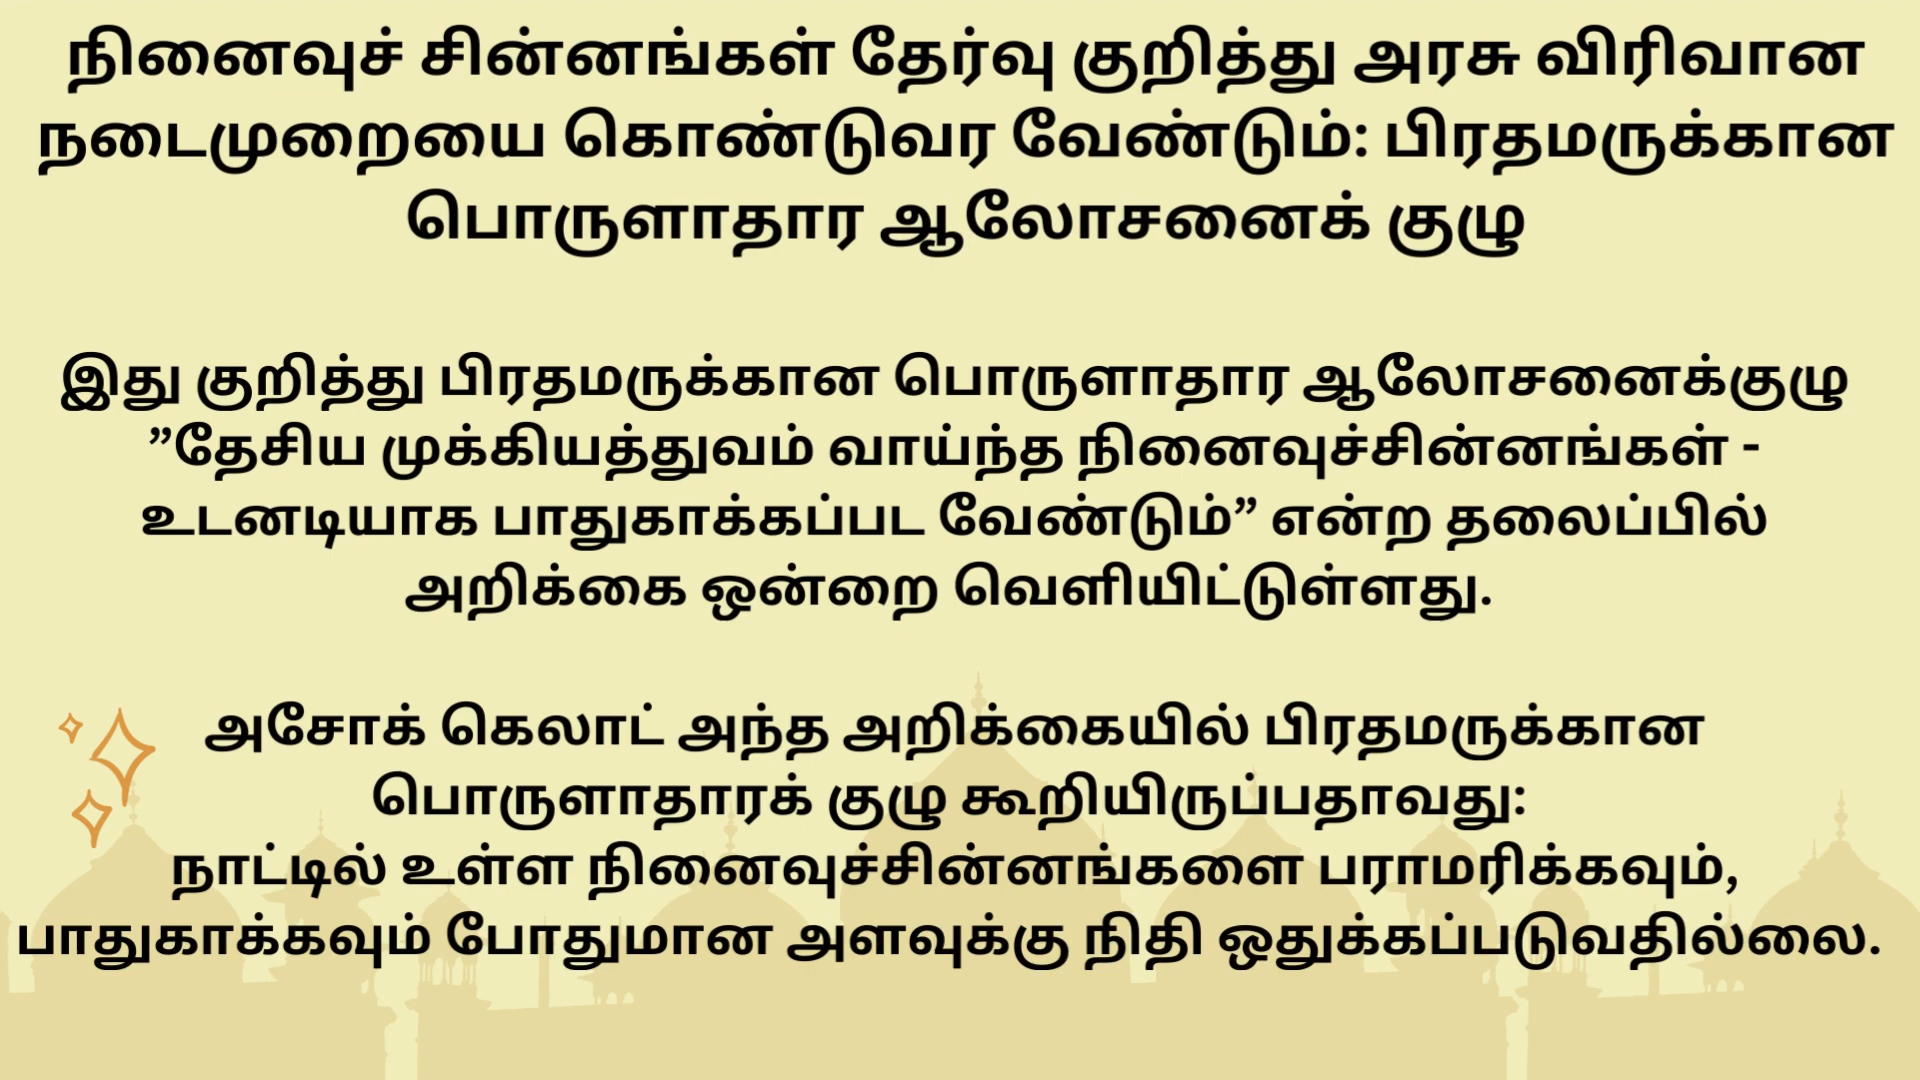 நினைவுச் சின்னங்கள் தேர்வு குறித்து அரசு விரிவான
நடைமுறையை கொண்டுவர வேண்டும்: பிரதமருக்கான
பொருளாதார ஆலோசனைக் குழு
இது குறித்து பிரதமருக்கான பொருளாதார ஆலோசனைக்குழு
”தேசிய முக்கியத்துவம் வாய்ந்த நினைவுச்சின்னங்கள் -
உடனடியாக பாதுகாக்கப்பட வேண்டும்” என்ற தலைப்பில்
அறிக்கை ஒன்றை வெளியிட்டுள்ளது.
அசோக் கெலாட் அந்த அறிக்கையில் பிரதமருக்கான
பொருளாதாரக் குழு கூறியிருப்பதாவது:
நாட்டில் உள்ள நினைவுச்சின்னங்களை பராமரிக்கவும்,
பாதுகாக்கவும் போதுமான அளவுக்கு நிதி ஒதுக்கப்படுவதில்லை.